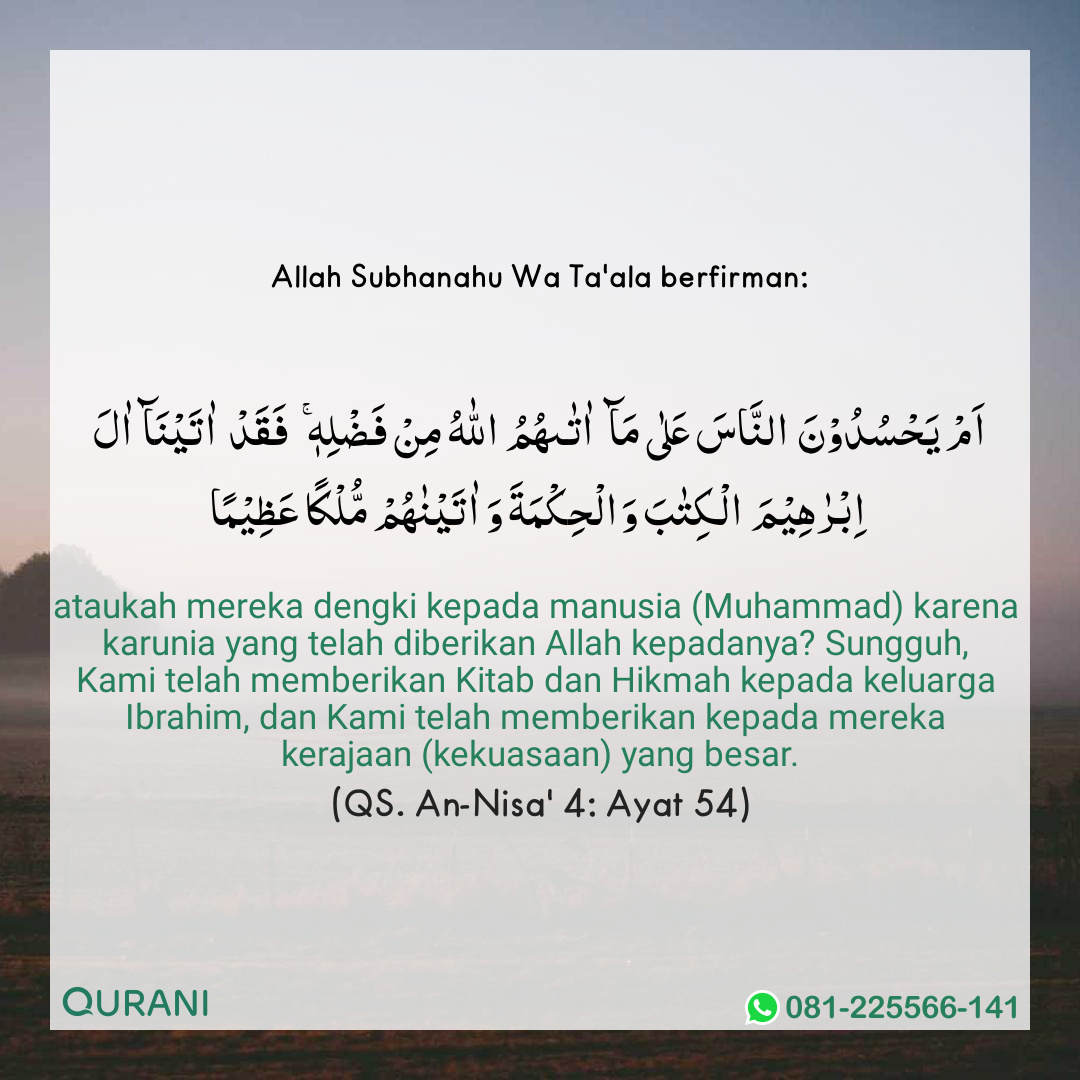 Allah Subhanahu Wa Ta'ala berfirman:
اَمْ يَحْسُدُوْنَ النَّاسَ عَلٰى مَاۤ اٰتٰٮهُمُ اللّٰهُ مِنْ فَضْلِهٖ ۚ فَقَدْ اٰتَيْنَاۤ اٰلَ
اِبْرٰهِيْمَ الْـكِتٰبَ وَالْحِكْمَةَ وَاٰتَيْنٰهُمْ مُّلْكًا عَظِيْمًا
ataukah mereka dengki kepada manusia (Muhammad) karena
karunia yang telah diberikan Allah kepadanya? Sungguh,
Kami telah memberikan Kitab dan Hikmah kepada keluarga
Ibrahim, dan Kami telah memberikan kepada mereka
kerajaan (kekuasaan) yang besar.
(QS. An-Nisa' 4: Ayat 54)
QURANI
081-225566-141